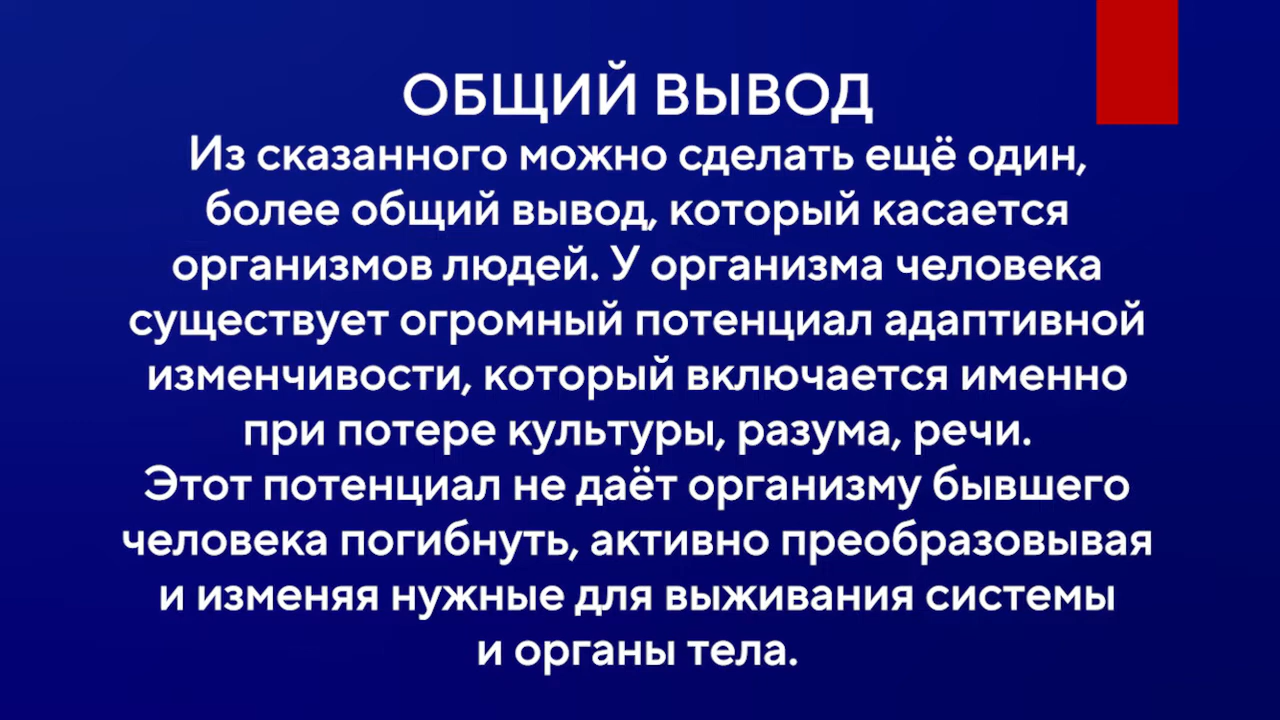 ОБЩИЙ ВЫВОД
Из сказанного можно сделать ещё один,
более общий вывод, который касается
организмов людей. У организма человека
существует огромный потенциал адаптивной
изменчивости, который включается именно
при потере культуры, разума, речи.
Этот потенциал не даёт организму бывшего
человека погибнуть, активно преобразовывая
и изменяя нужные для выживания системы
и органы тела.